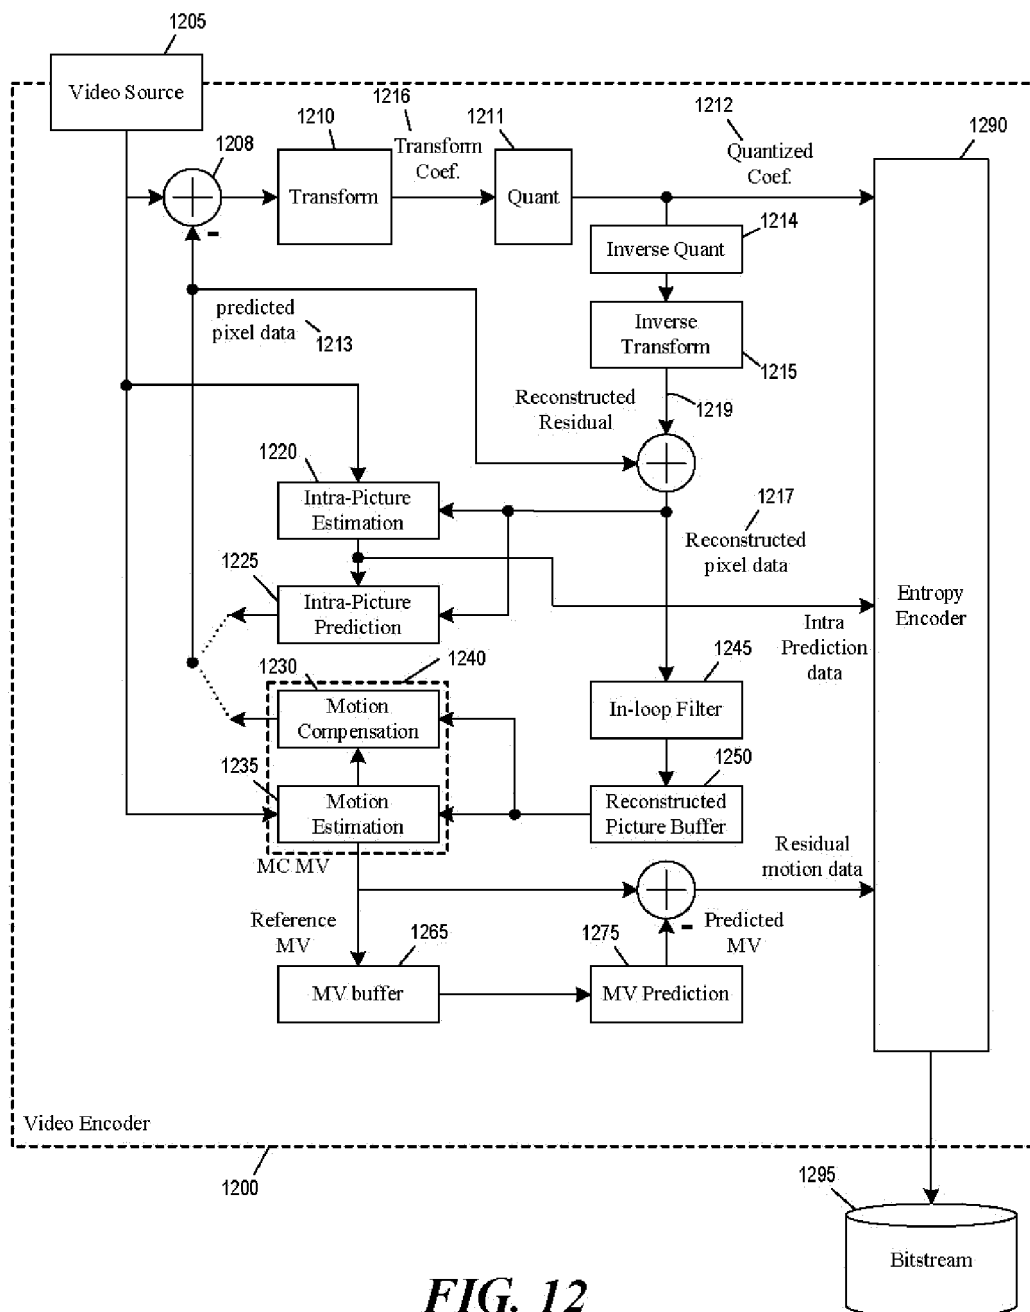 1205
Video Source
1208
1210
Transform
1216
Transform
Coef.
1211
Quant
1212
Quantized
Coef.
1290
-
1214
Inverse Quant
predicted
pixel data
1213
Inverse
Transform
1215
Reconstructed
Residual
1219
1220
Intra-Picture
Estimation
1217
Reconstructed
pixel data
1225
Intra-Picture
Prediction
Entropy
Encoder
Intra
Prediction
data
1230
1240
Motion
Compensation
1245
In-loop Filter
1235
Motion
Estimation
1250
Reconstructed
Picture Buffer
MC MV
Residual
motion data
Reference
MV
-
Predicted
MV
1265
MV buffer
1275
MV Prediction
Video Encoder
1200
1295
Bitstream
FIG. 12